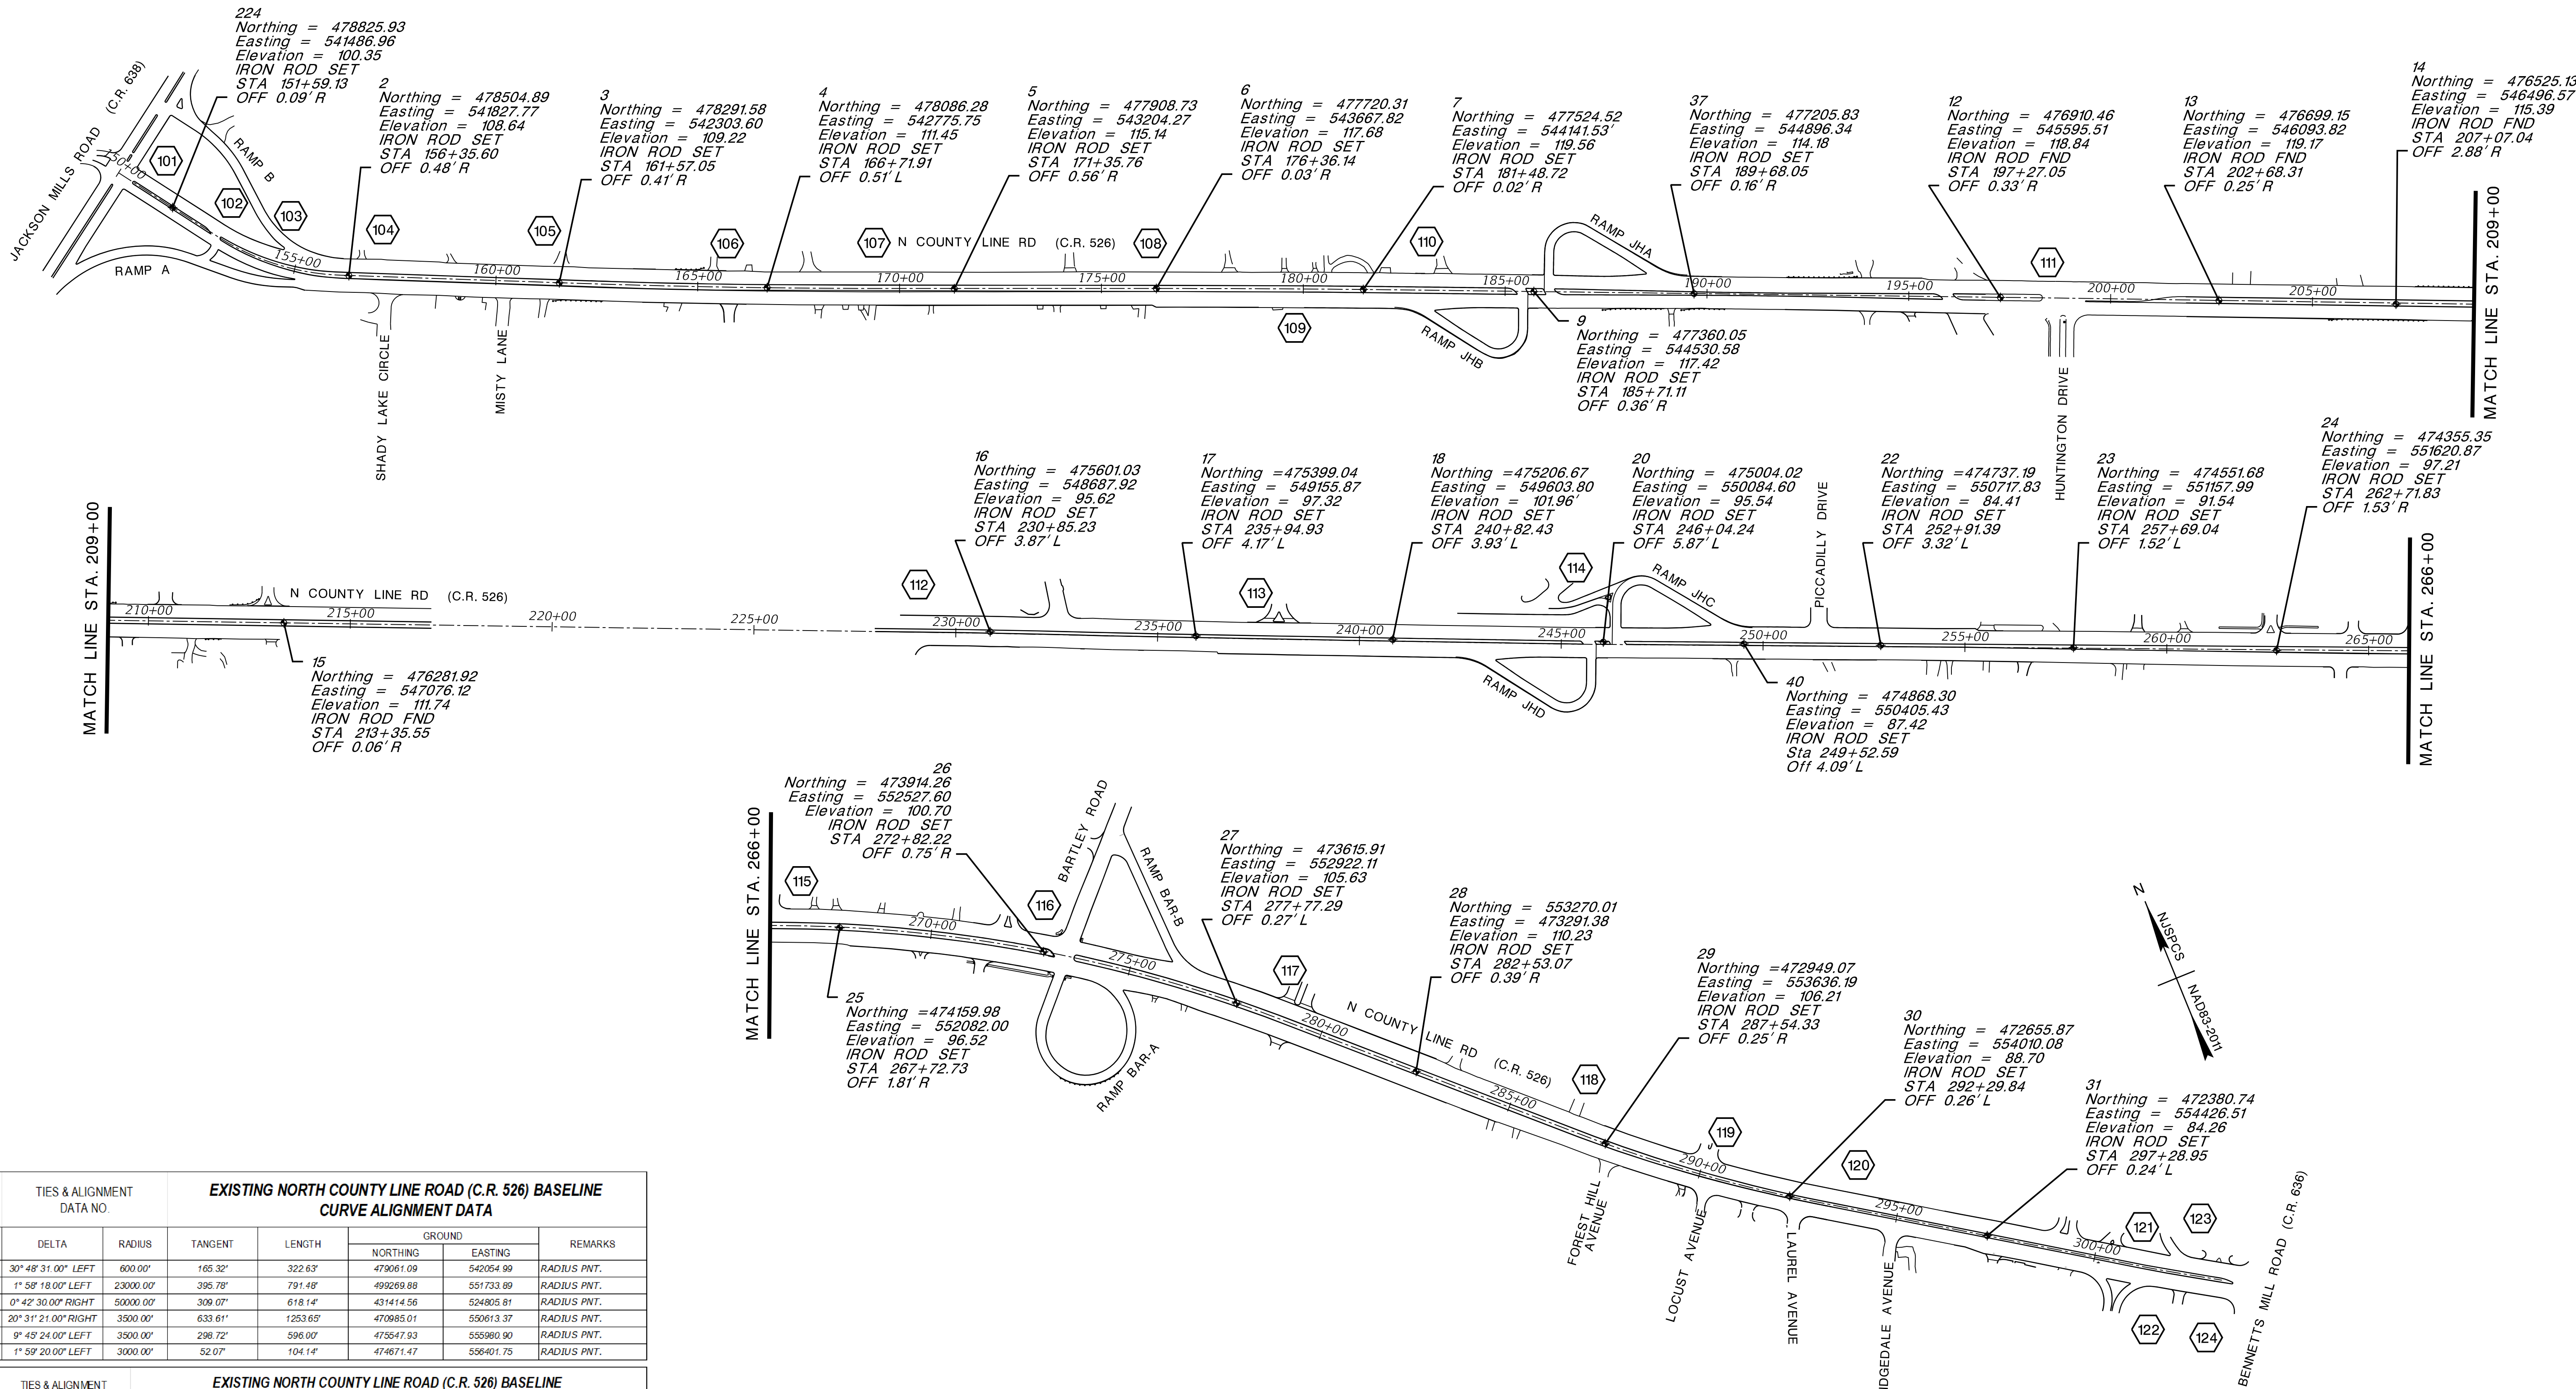 224
Northing = 478825.93
Easting = 541486.96
Elevation = 100.35
IRON ROD SET
STA 151+59.13
OFF 0.09' R
2
Northing = 478504.89
Easting = 541827.77
Elevation = 108.64
IRON ROD SET
STA 156+35.60
OFF 0.48' R
3
Northing = 478291.58
Easting = 542303.60
Elevation = 109.22
IRON ROD SET
STA 161+57.05
OFF 0.41' R
4
Northing = 478086.28
Easting = 542775.75
Elevation = 111.45
IRON ROD SET
STA 166+71.91
OFF 0.51' L
5
Northing = 477908.73
Easting = 543204.27
Elevation = 115.14
IRON ROD SET
STA 171+35.76
OFF 0.56' R
6
Northing = 477720.31
Easting = 543667.82
Elevation = 117.68
IRON ROD SET
STA 176+36.14
OFF 0.03' R
7
Northing = 477524.52
Easting = 544141.53'
Elevation = 119.56
IRON ROD SET
STA 181+48.72
OFF 0.02' R
37
Northing = 477205.83
Easting = 544896.34
Elevation = 114.18
IRON ROD SET
STA 189+68.05
OFF 0.16' R
12
Northing = 476910.46
Easting = 545595.51
Elevation = 118.84
IRON ROD FND
STA 197+27.05
OFF 0.33' R
13
Northing = 476699.15
Easting = 546093.82
Elevation = 119.17
IRON ROD FND
STA 202+68.31
OFF 0.25' R
14
Northing = 476525.13
Easting = 546496.57
Elevation = 115.39
IRON ROD FND
STA 207+07.04
OFF 2.88' R
JACKSON MILLS ROAD (C.R. 638)
RAMP A
RAMP B
101
102
103
104
105
106
107
N COUNTY LINE RD (C.R. 526)
108
109
110
111
150+00
155+00
160+00
165+00
170+00
175+00
180+00
185+00
190+00
195+00
200+00
205+00
RAMP JHA
RAMP JHB
SHADY LAKE CIRCLE
MISTY LANE
HUNTINGTON DRIVE
MATCH LINE STA. 209+00
9
Northing = 477360.05
Easting = 544530.58
Elevation = 117.42
IRON ROD SET
STA 185+71.11
OFF 0.36' R
MATCH LINE STA. 209+00
16
Northing = 475601.03
Easting = 548687.92
Elevation = 95.62
IRON ROD SET
STA 230+85.23
OFF 3.87' L
17
Northing =475399.04
Easting = 549155.87
Elevation = 97.32
IRON ROD SET
STA 235+94.93
OFF 4.17' L
18
Northing =475206.67
Easting = 549603.80
Elevation = 101.96'
IRON ROD SET
STA 240+82.43
OFF 3.93' L
20
Northing = 475004.02
Easting = 550084.60
Elevation = 95.54
IRON ROD SET
STA 246+04.24
OFF 5.87' L
22
Northing =474737.19
Easting = 550717.83
Elevation = 84.41
IRON ROD SET
STA 252+91.39
OFF 3.32' L
23
Northing = 474551.68
Easting = 551157.99
Elevation = 91.54
IRON ROD SET
STA 257+69.04
OFF 1.52' L
24
Northing = 474355.35
Easting = 551620.87
Elevation = 97.21
IRON ROD SET
STA 262+71.83
OFF 1.53' R
N COUNTY LINE RD (C.R. 526)
112
113
114
RAMP JHC
RAMP JHD
PICCADILLY DRIVE
210+00
215+00
220+00
225+00
230+00
235+00
240+00
245+00
250+00
255+00
260+00
265+00
MATCH LINE STA. 266+00
15
Northing = 476281.92
Easting = 547076.12
Elevation = 111.74
IRON ROD FND
STA 213+35.55
OFF 0.06' R
40
Northing = 474868.30
Easting = 550405.43
Elevation = 87.42
IRON ROD SET
Sta 249+52.59
Off 4.09' L
MATCH LINE STA. 266+00
26
Northing = 473914.26
Easting = 552527.60
Elevation = 100.70
IRON ROD SET
STA 272+82.22
OFF 0.75' R
115
116
BARTLEY ROAD
RAMP BAR-B
RAMP BAR-A
27
Northing = 473615.91
Easting = 552922.11
Elevation = 105.63
IRON ROD SET
STA 277+77.29
OFF 0.27' L
28
Northing = 553270.01
Easting = 473291.38
Elevation = 110.23
IRON ROD SET
STA 282+53.07
OFF 0.39' R
29
Northing =472949.07
Easting = 553636.19
Elevation = 106.21
IRON ROD SET
STA 287+54.33
OFF 0.25' R
30
Northing = 472655.87
Easting = 554010.08
Elevation = 88.70
IRON ROD SET
STA 292+29.84
OFF 0.26' L
31
Northing = 472380.74
Easting = 554426.51
Elevation = 84.26
IRON ROD SET
STA 297+28.95
OFF 0.24' L
25
Northing =474159.98
Easting = 552082.00
Elevation = 96.52
IRON ROD SET
STA 267+72.73
OFF 1.81' R
270+00
275+00
280+00
285+00
290+00
295+00
300+00
117
N COUNTY LINE RD (C.R. 526)
118
119
120
121
122
123
124
FOREST HILL
AVENUE
LOCUST AVENUE
LAUREL AVENUE
IDGEDALE AVENUE
BENNETTS MILL ROAD (C.R. 636)
N
NJSPCS
NAD83-2011
TIES & ALIGNMENT
DATA NO.
EXISTING NORTH COUNTY LINE ROAD (C.R. 526) BASELINE
CURVE ALIGNMENT DATA
DELTA RADIUS TANGENT LENGTH GROUND REMARKS
NORTHING EASTING
30° 48' 31.00" LEFT 600.00' 165.32' 322.63' 479061.09 542054.99 RADIUS PNT.
1° 58' 18.00" LEFT 23000.00' 395.78' 791.48' 499269.88 551733.89 RADIUS PNT.
0° 42' 30.00" RIGHT 50000.00' 309.07' 618.14' 431414.56 524805.81 RADIUS PNT.
20° 31' 21.00" RIGHT 3500.00' 633.61' 1253.65' 470985.01 550613.37 RADIUS PNT.
9° 45' 24.00" LEFT 3500.00' 298.72' 596.00' 475547.93 555980.90 RADIUS PNT.
1° 59' 20.00" LEFT 3000.00' 52.07' 104.14' 474671.47 556401.75 RADIUS PNT.
TIES & ALIGNMENT
EXISTING NORTH COUNTY LINE ROAD (C.R. 526) BASELINE